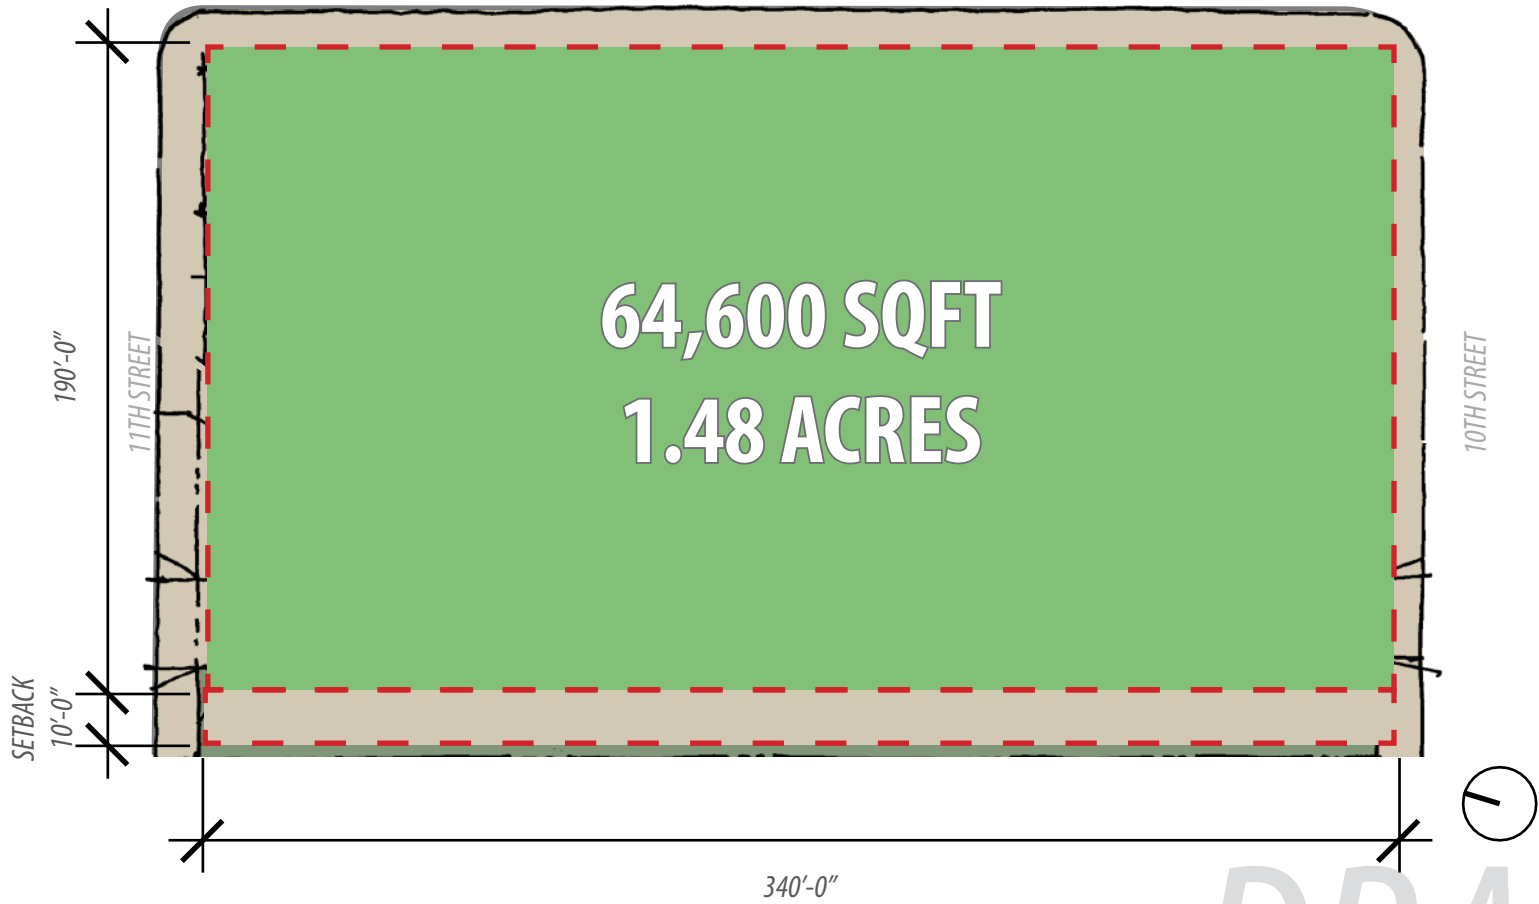 64,600 SQFT
1.48 ACRES
190'-0"
11TH STREET
10TH STREET
SETBACK
10'-0"
340'-0"